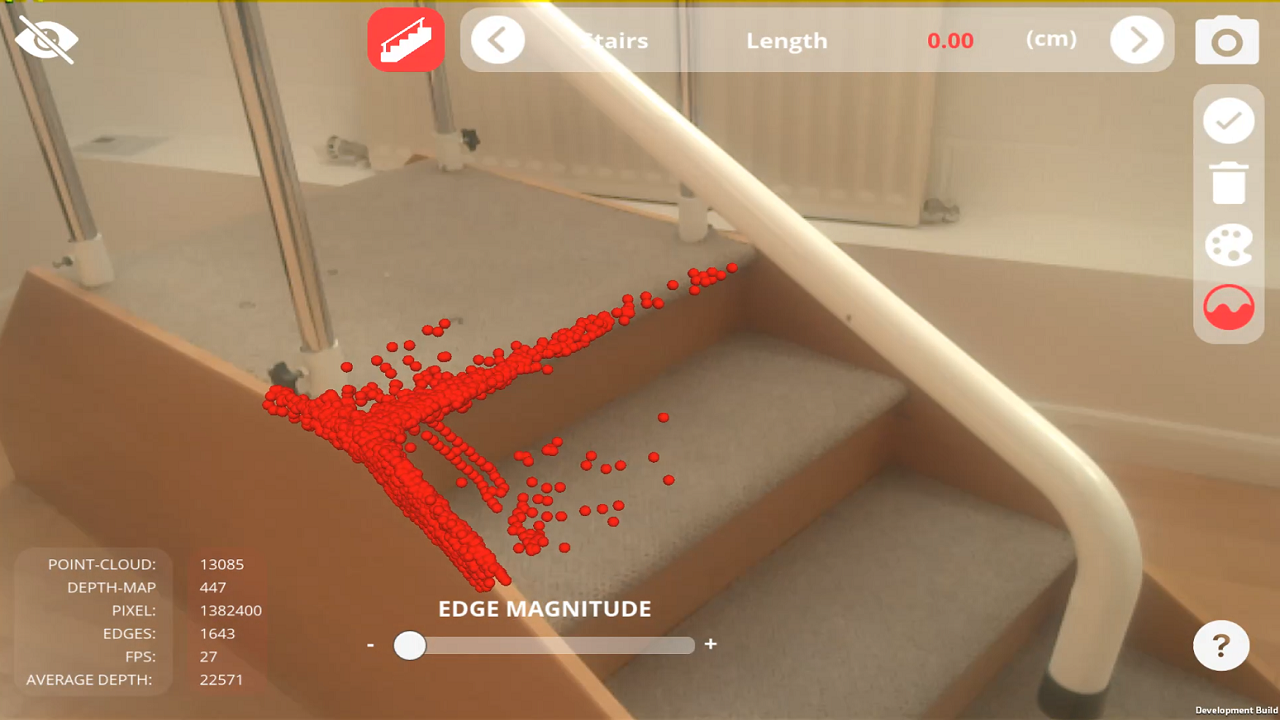 Stairs Length 0.00 (cm)
POINT-CLOUD: 13085
DEPTH-MAP 447
PIXEL: 1382400
EDGES: 1643
FPS: 27
AVERAGE DEPTH: 22571
EDGE MAGNITUDE
- +
?
Development Build